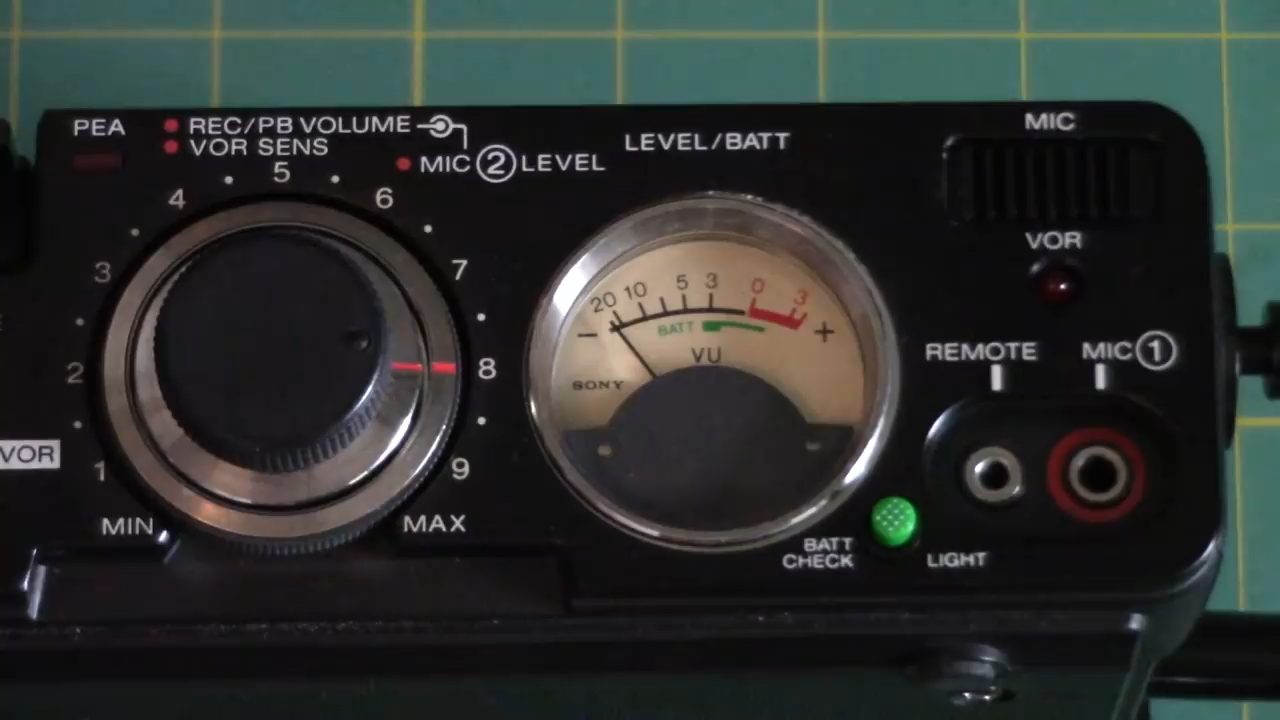 PEA
REC/PB VOLUME
VOR SENS
MIC ② LEVEL
LEVEL/BATT
MIC
VOR
1 2 3 4 5 6 7 8 9
MIN
MAX
VOR
20 10 5 3 0 3
− +
BATT
VU
SONY
REMOTE
MIC ①
BATT
CHECK
LIGHT